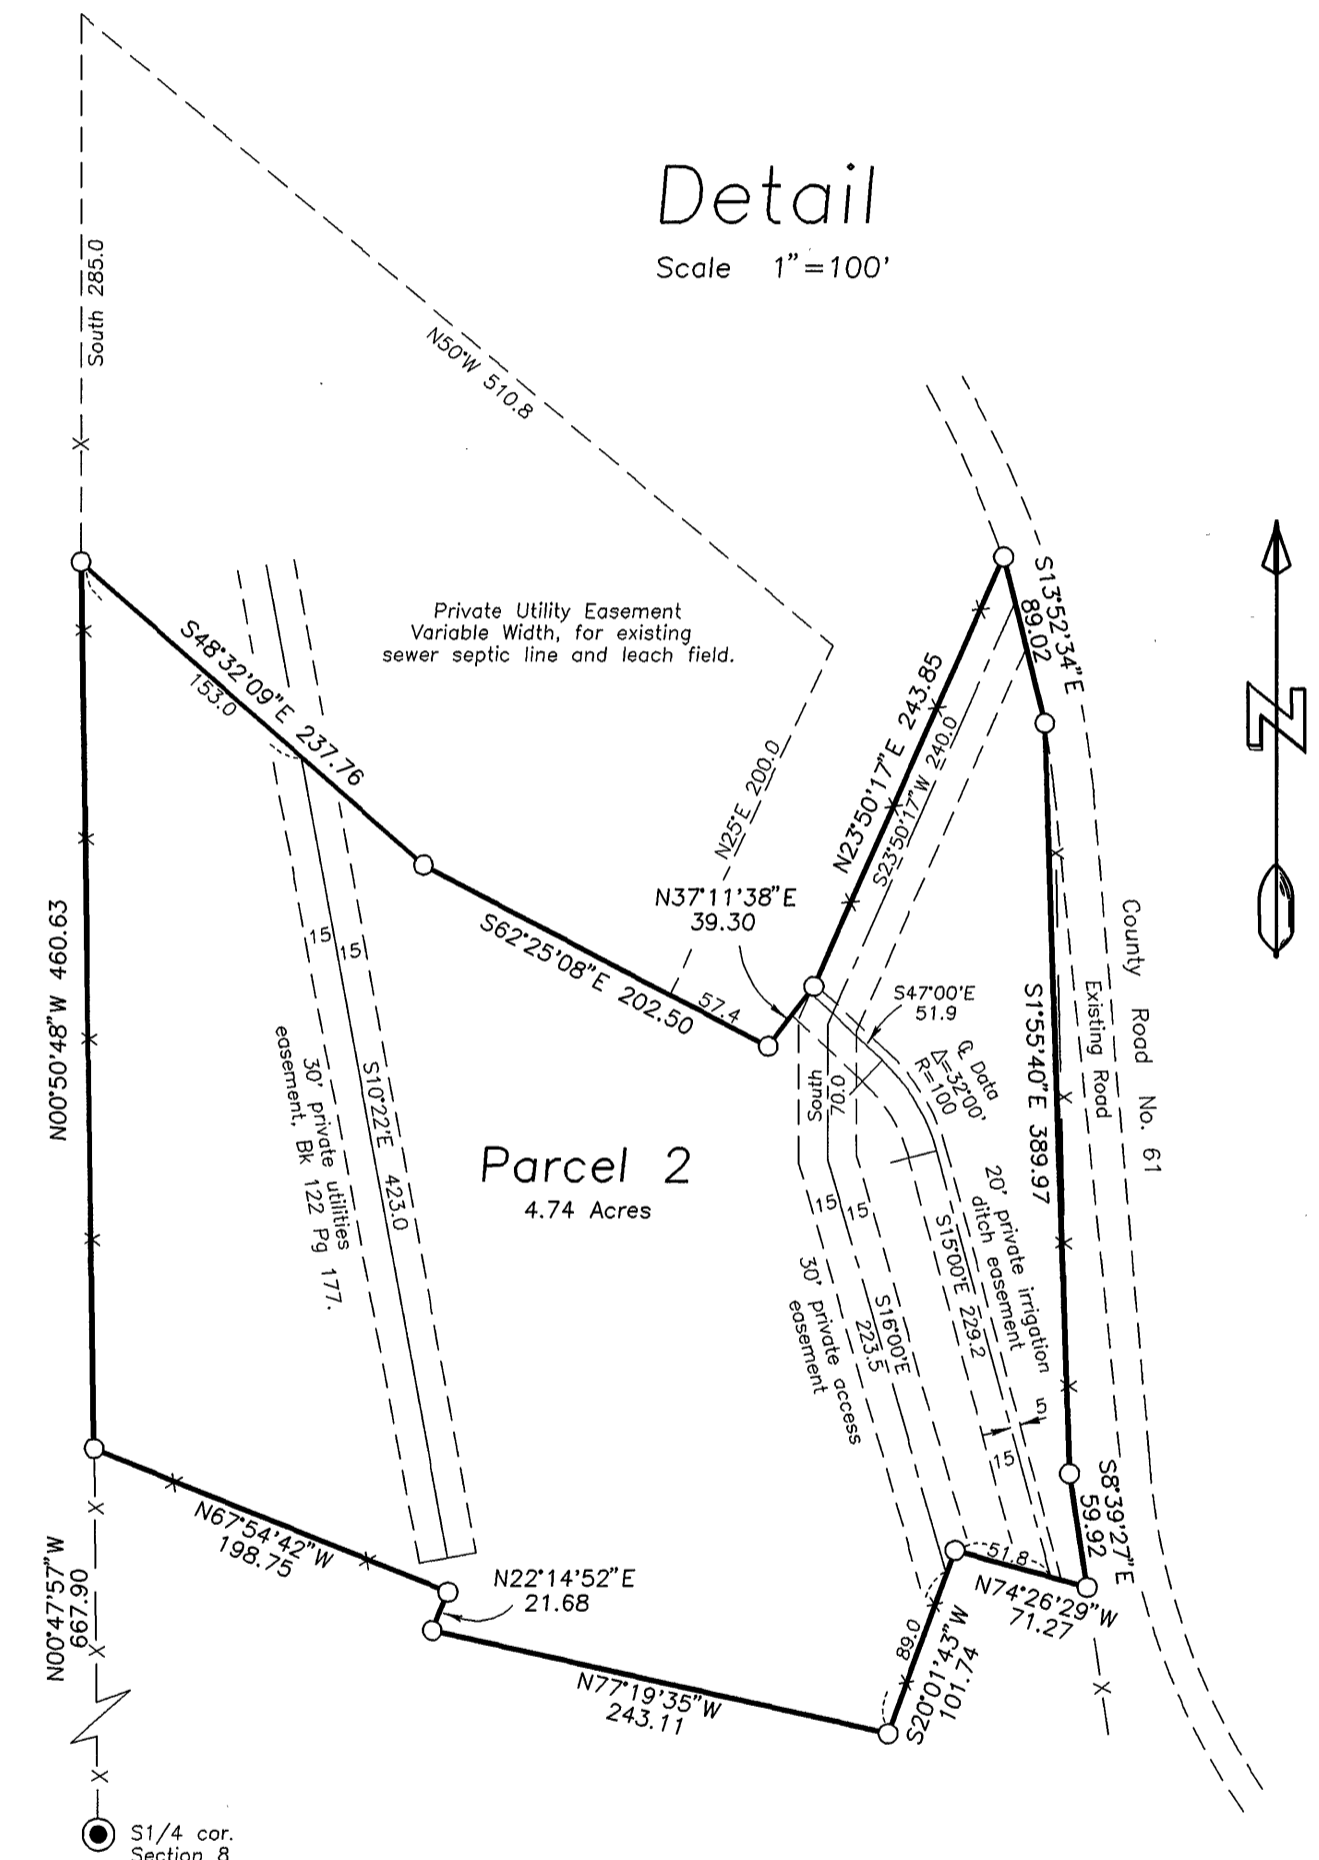 Detail
Scale 1"=100'
South 285.0
N50°W 510.8
Private Utility Easement
Variable Width, for existing
sewer septic line and leach field.
S48°32'09"E 237.76
153.0
S13°52'34"E
89.02
N23°50'17"E 243.85
S23°50'17"W 240.0
N25°E 200.0
N37°11'38"E
39.30
S62°25'08"E 202.50
57.4
N00°50'48"W 460.63
15
15
30' private utilities
easement, Bk 122 Pg 177.
S10°22'E 423.0
S47°00'E
51.9
℄ Data
Δ=32°00'
R=100
South
70.0
County Road No. 61
Existing Road
S1°55'40"E 389.97
Parcel 2
4.74 Acres
15
15
30' private access
easement
S16°00'E
223.5
S15°00'E 229.2
20' private irrigation
ditch easement
5
15
S8°39'27"E
59.92
51.8
N74°26'29"W
71.27
89.0
S20°01'43"W
101.74
N67°54'42"W
198.75
N22°14'52"E
21.68
N77°19'35"W
243.11
N00°47'57"W
667.90
N
S1/4 cor.
Section 8